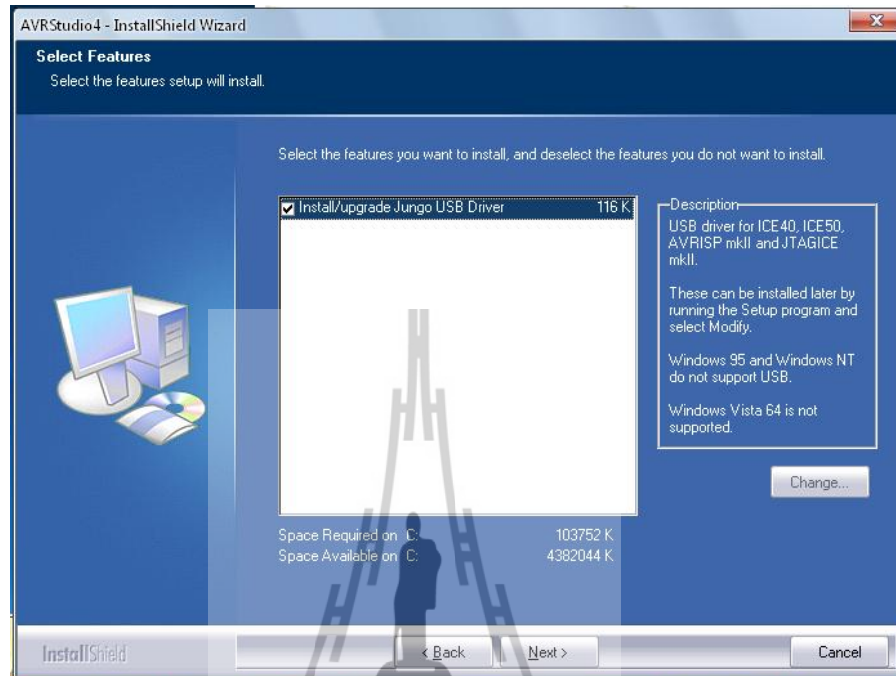 AVRStudio4 - InstallShield Wizard
Select Features
Select the features setup will install.
Select the features you want to install, and deselect the features you do not want to install.
Install/upgrade Jungo USB Driver 116 K
Description
USB driver for ICE40, ICE50,
AVRISP mkII and JTAGICE
mkII.
These can be installed later by
running the Setup program and
select Modify.
Windows 95 and Windows NT
do not support USB.
Windows Vista 64 is not
supported.
Change...
Space Required on C: 103752 K
Space Available on C: 4382044 K
InstallShield
< Back
Next >
Cancel